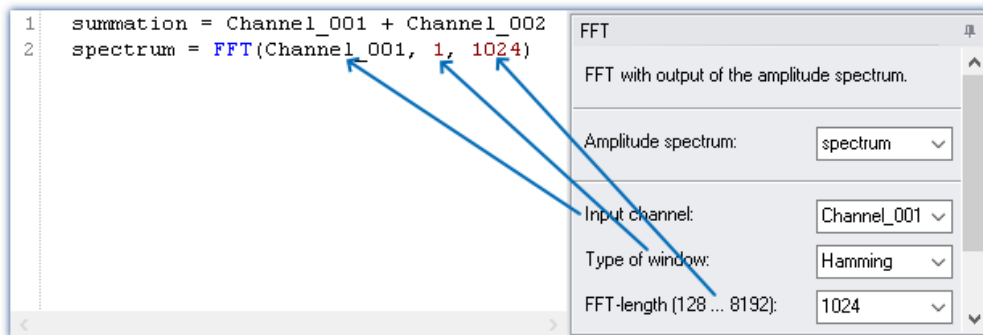 1 summation = Channel_001 + Channel_002
2 spectrum = FFT(Channel_001, 1, 1024)
FFT
FFT with output of the amplitude spectrum.
Amplitude spectrum: spectrum
Input channel: Channel_001
Type of window: Hamming
FFT-length (128 ... 8192): 1024